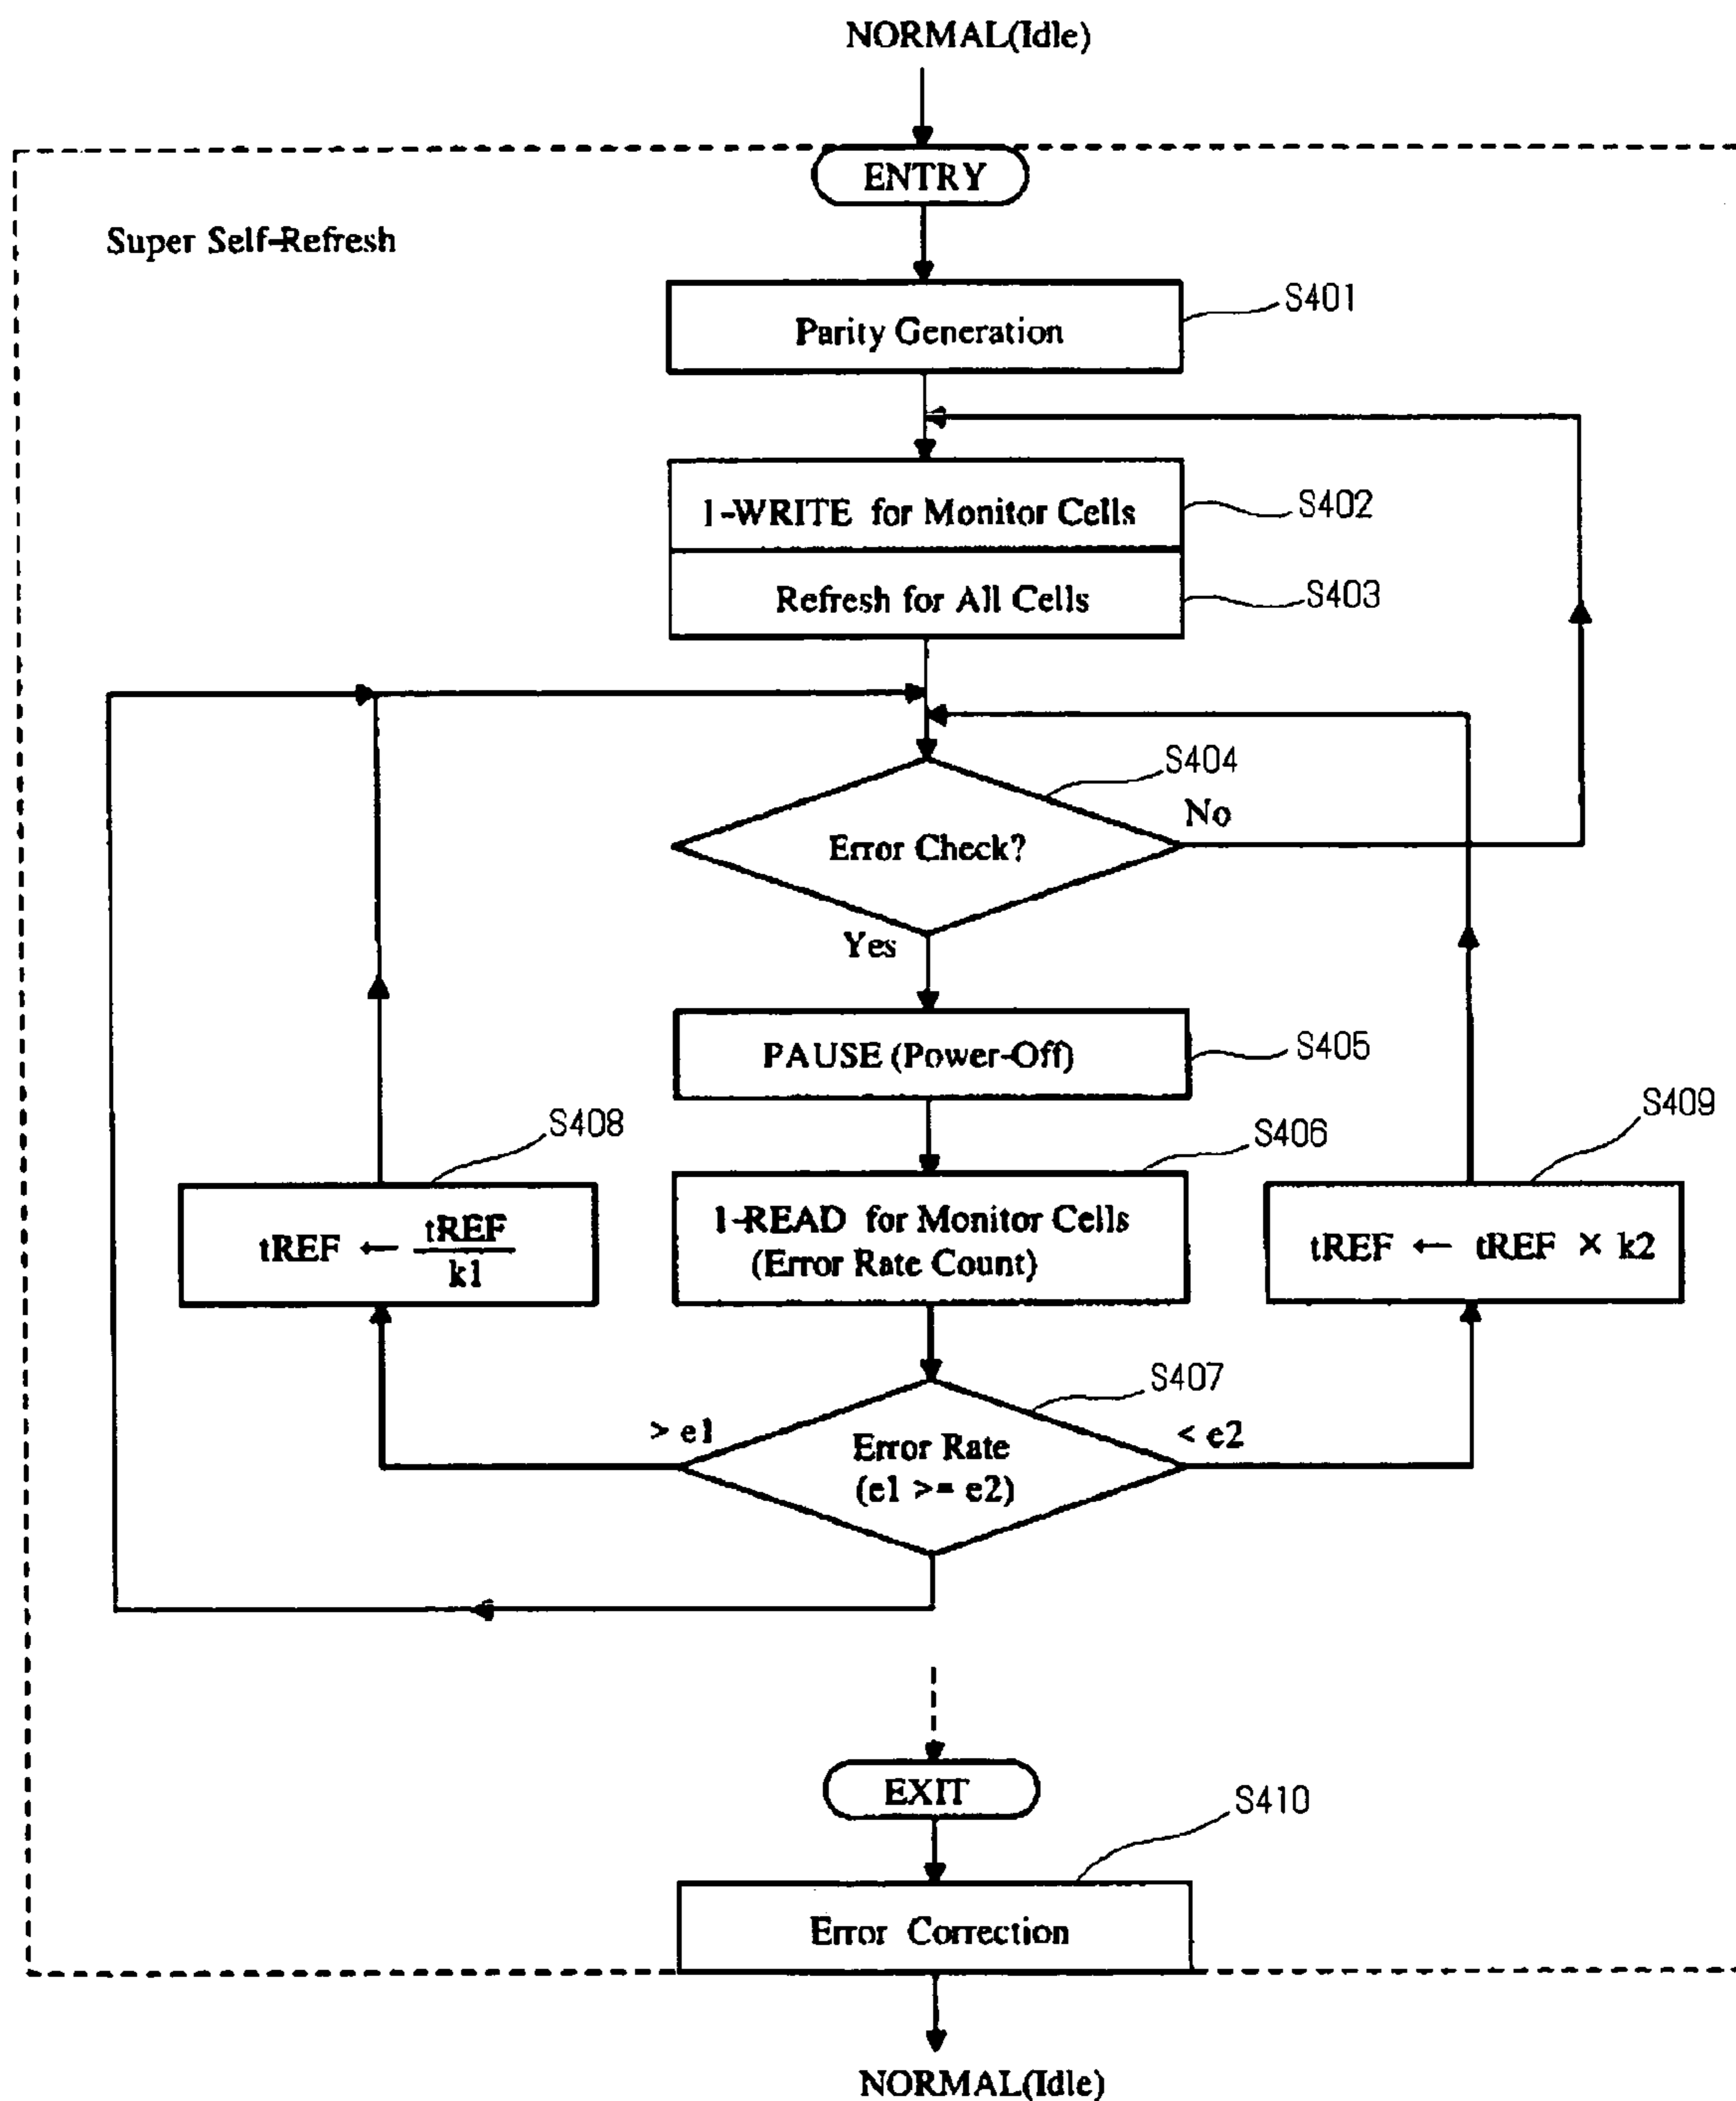 NORMAL(Idle)
ENTRY
Super Self-Refresh
S401
Parity Generation
S402
1-WRITE for Monitor Cells
S403
Refresh for All Cells
S404
No
Error Check?
Yes
S405
PAUSE (Power-Off)
S408
S406
S409
1-READ for Monitor Cells
(Error Rate Count)
tREF ← tREF / k1
tREF ← tREF × k2
S407
> e1
< e2
Error Rate
(e1 >= e2)
EXIT
S410
Error Correction
NORMAL(Idle)